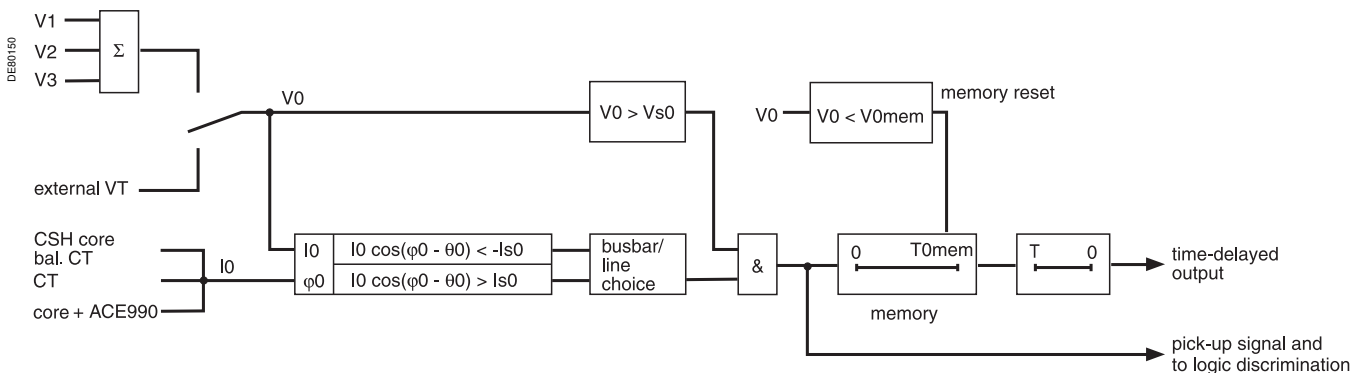 DE80150
V1
V2
V3
Σ
V0
V0 > Vs0
V0
V0 < V0mem
memory reset
external VT
CSH core
bal. CT
CT
core + ACE990
I0
I0
φ0
I0 cos(φ0 - θ0) < -Is0
I0 cos(φ0 - θ0) > Is0
busbar/
line
choice
&
0 T0mem
memory
T 0
time-delayed
output
pick-up signal and
to logic discrimination